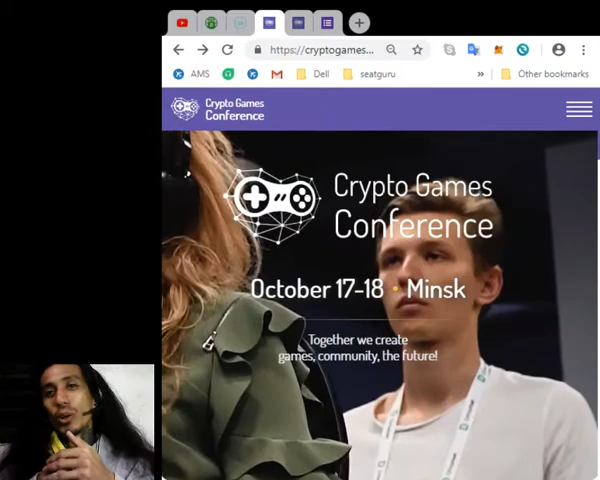 https://cryptogames...
AMS
Dell
seatguru
»
Other bookmarks
Crypto Games
Conference
Crypto Games
Conference
October 17-18 • Minsk
Together we create
games, community, the future!